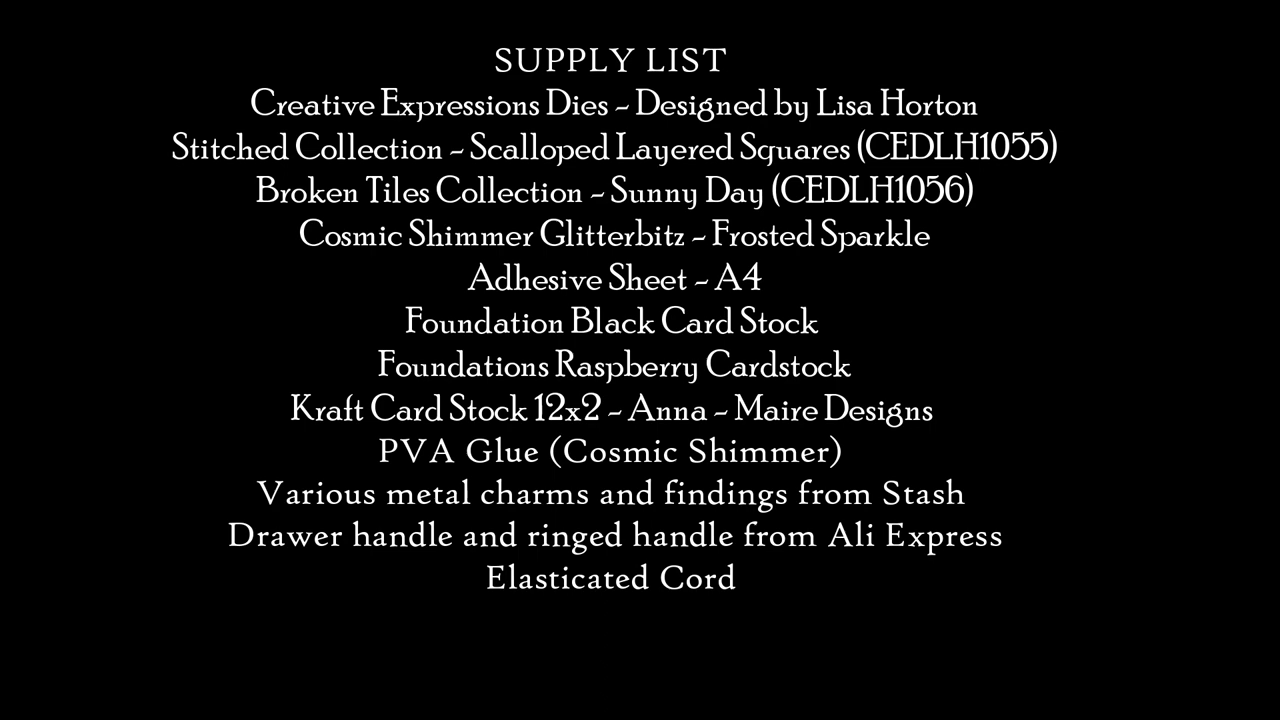 SUPPLY LIST
Creative Expressions Dies - Designed by Lisa Horton
Stitched Collection - Scalloped Layered Squares (CEDLH1055)
Broken Tiles Collection - Sunny Day (CEDLH1056)
Cosmic Shimmer Glitterbitz - Frosted Sparkle
Adhesive Sheet - A4
Foundation Black Card Stock
Foundations Raspberry Cardstock
Kraft Card Stock 12x2 - Anna - Maire Designs
PVA Glue (Cosmic Shimmer)
Various metal charms and findings from Stash
Drawer handle and ringed handle from Ali Express
Elasticated Cord